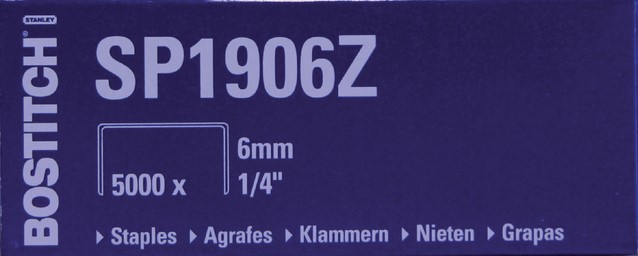 STANLEY
BOSTITCH®
SP1906Z
5000 x
6mm
1/4"
Staples Agrafes Klammern Nieten Grapas